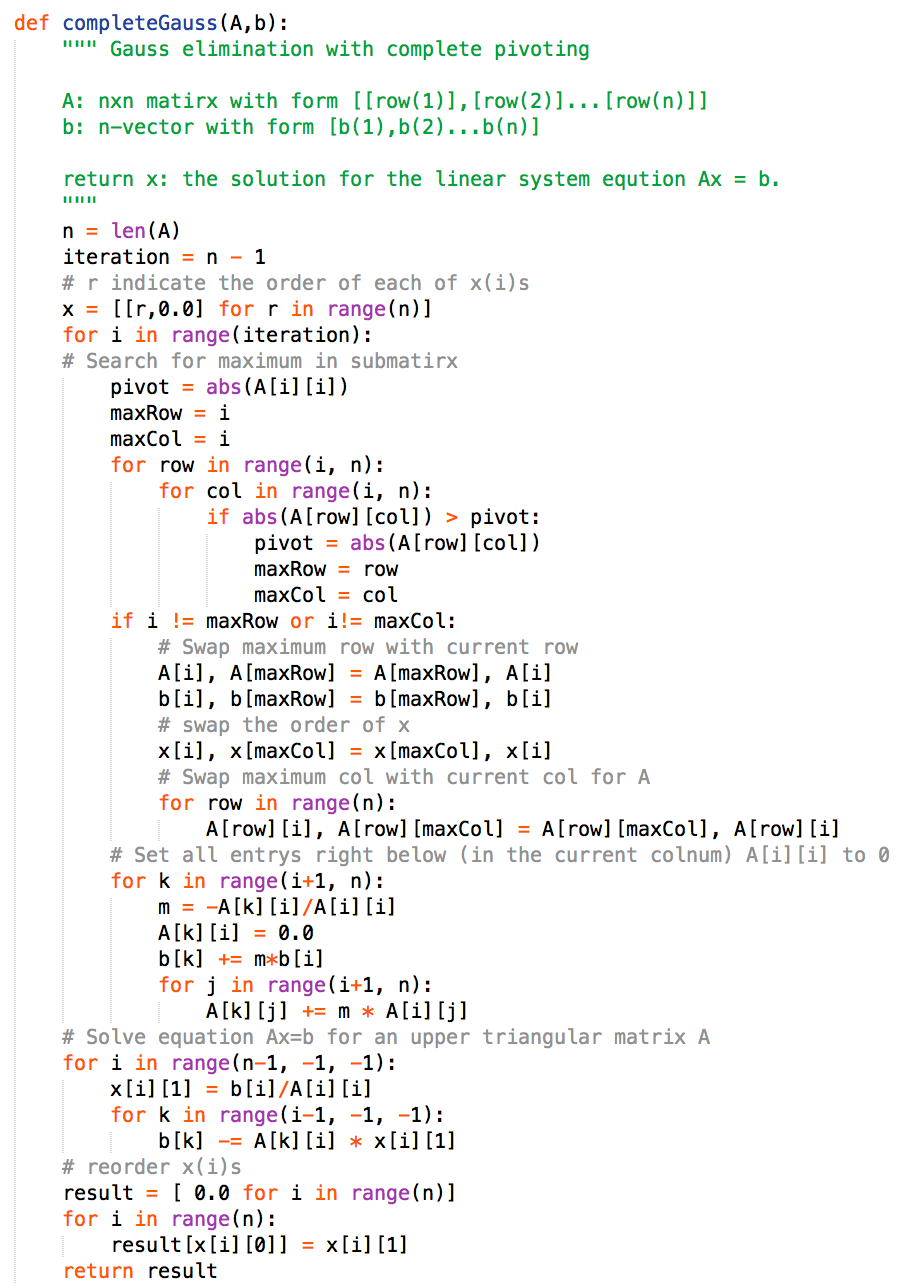 def completeGauss(A,b):
    """ Gauss elimination with complete pivoting

    A: nxn matirx with form [[row(1)],[row(2)]...[row(n)]]
    b: n-vector with form [b(1),b(2)...b(n)]

    return x: the solution for the linear system eqution Ax = b.
    """
    n = len(A)
    iteration = n - 1
    # r indicate the order of each of x(i)s
    x = [[r,0.0] for r in range(n)]
    for i in range(iteration):
    # Search for maximum in submatirx
        pivot = abs(A[i][i])
        maxRow = i
        maxCol = i
        for row in range(i, n):
            for col in range(i, n):
                if abs(A[row][col]) > pivot:
                    pivot = abs(A[row][col])
                    maxRow = row
                    maxCol = col
        if i != maxRow or i!= maxCol:
            # Swap maximum row with current row
            A[i], A[maxRow] = A[maxRow], A[i]
            b[i], b[maxRow] = b[maxRow], b[i]
            # swap the order of x
            x[i], x[maxCol] = x[maxCol], x[i]
            # Swap maximum col with current col for A
            for row in range(n):
                A[row][i], A[row][maxCol] = A[row][maxCol], A[row][i]
        # Set all entrys right below (in the current colnum) A[i][i] to 0
        for k in range(i+1, n):
            m = -A[k][i]/A[i][i]
            A[k][i] = 0.0
            b[k] += m*b[i]
            for j in range(i+1, n):
                A[k][j] += m * A[i][j]
    # Solve equation Ax=b for an upper triangular matrix A
    for i in range(n-1, -1, -1):
        x[i][1] = b[i]/A[i][i]
        for k in range(i-1, -1, -1):
            b[k] -= A[k][i] * x[i][1]
    # reorder x(i)s
    result = [ 0.0 for i in range(n)]
    for i in range(n):
        result[x[i][0]] = x[i][1]
    return result